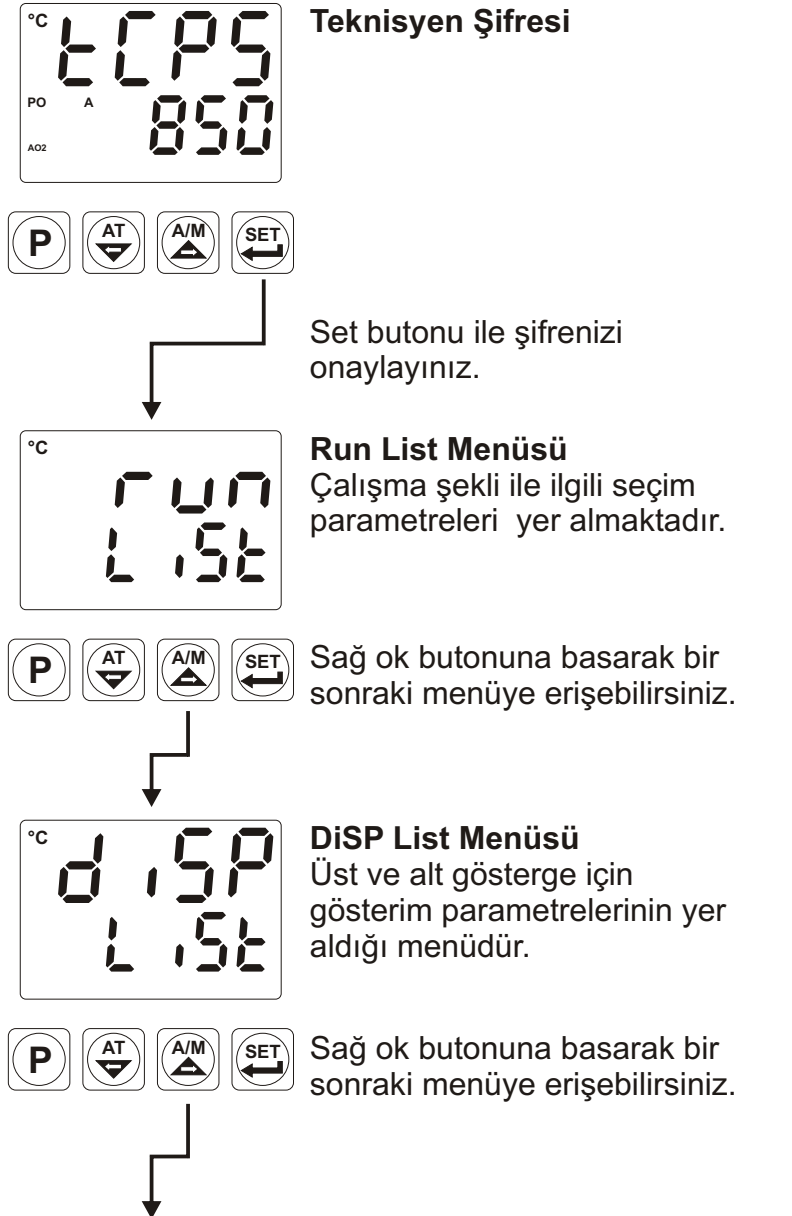 °C
tCPS
Teknisyen Şifresi
PO A
850
AO2
P AT A/M SET
Set butonu ile şifrenizi
onaylayınız.
°C
run
List
Run List Menüsü
Çalışma şekli ile ilgili seçim
parametreleri yer almaktadır.
P AT A/M SET
Sağ ok butonuna basarak bir
sonraki menüye erişebilirsiniz.
°C
diSP
List
DiSP List Menüsü
Üst ve alt gösterge için
gösterim parametrelerinin yer
aldığı menüdür.
P AT A/M SET
Sağ ok butonuna basarak bir
sonraki menüye erişebilirsiniz.